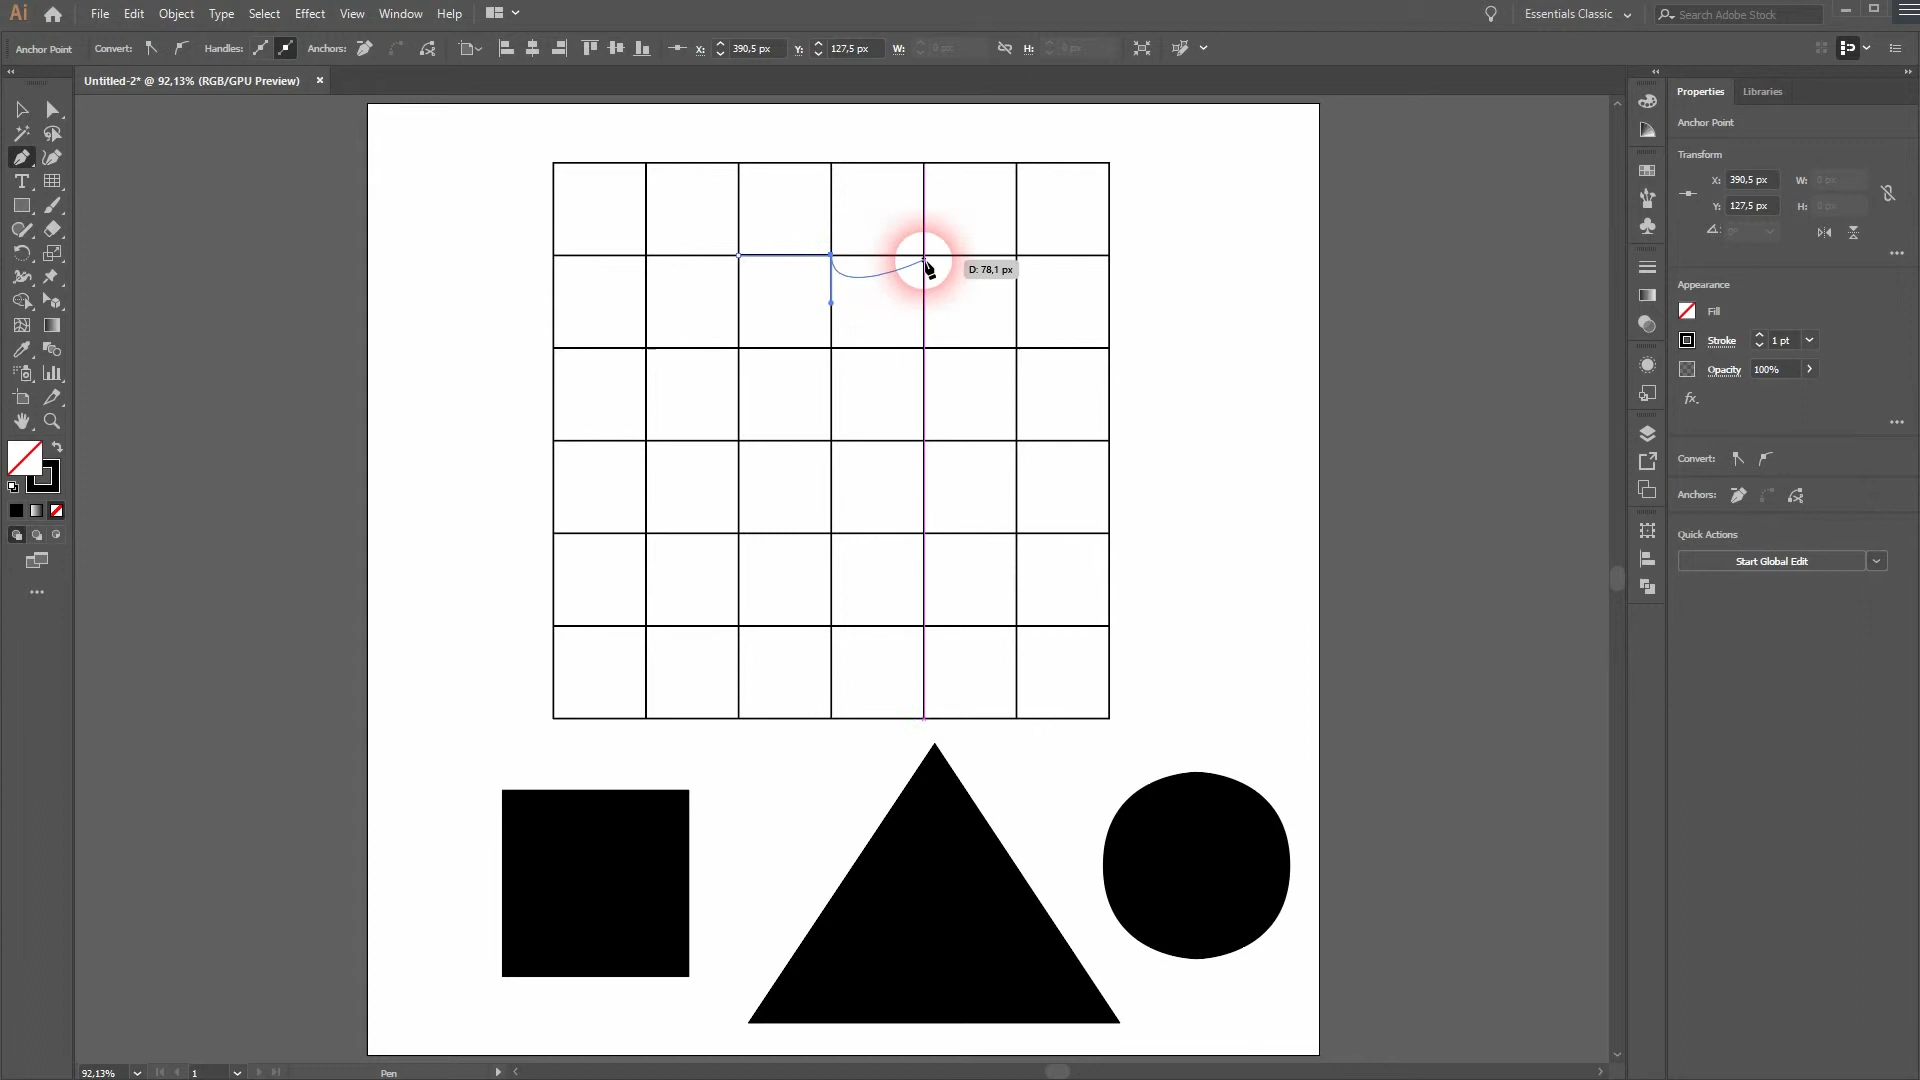 Ai File Edit Object Type Select Effect View Window Help Essentials Classic Search Adobe Stock
Anchor Point Convert: Handles: Anchors: X: 390,5 px Y: 127,5 px W: 0 px H: 0 px
Untitled-2* @ 92,13% (RGB/GPU Preview) ×
Properties Libraries
Anchor Point
Transform
X: 390,5 px W: 0 px
Y: 127,5 px H: 0 px
Appearance
Fill
Stroke 1 pt
Opacity 100%
fx.
Convert:
Anchors:
Quick Actions
Start Global Edit
D: 78,1 px
92,13% 1 Pen